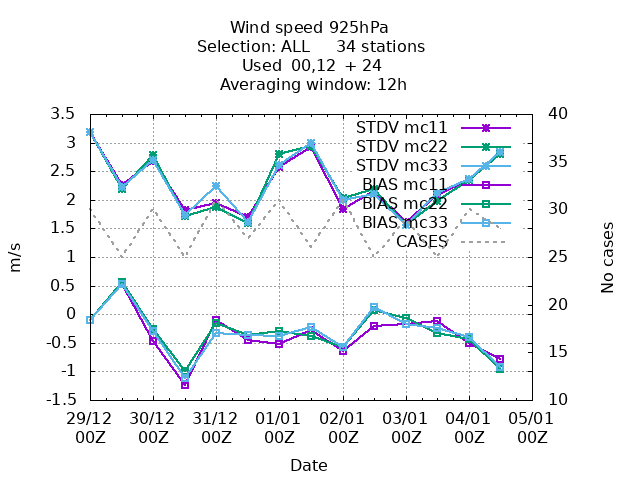 Wind speed 925hPa
Selection: ALL 34 stations
Used 00,12 + 24
Averaging window: 12h
3.5
3
2.5
2
1.5
1
0.5
0
-0.5
-1
-1.5
m/s
40
35
30
25
20
15
10
No cases
STDV mc11
STDV mc22
STDV mc33
BIAS mc11
BIAS mc22
BIAS mc33
CASES
29/12 30/12 31/12 01/01 02/01 03/01 04/01 05/01
00Z 00Z 00Z 00Z 00Z 00Z 00Z 00Z
Date